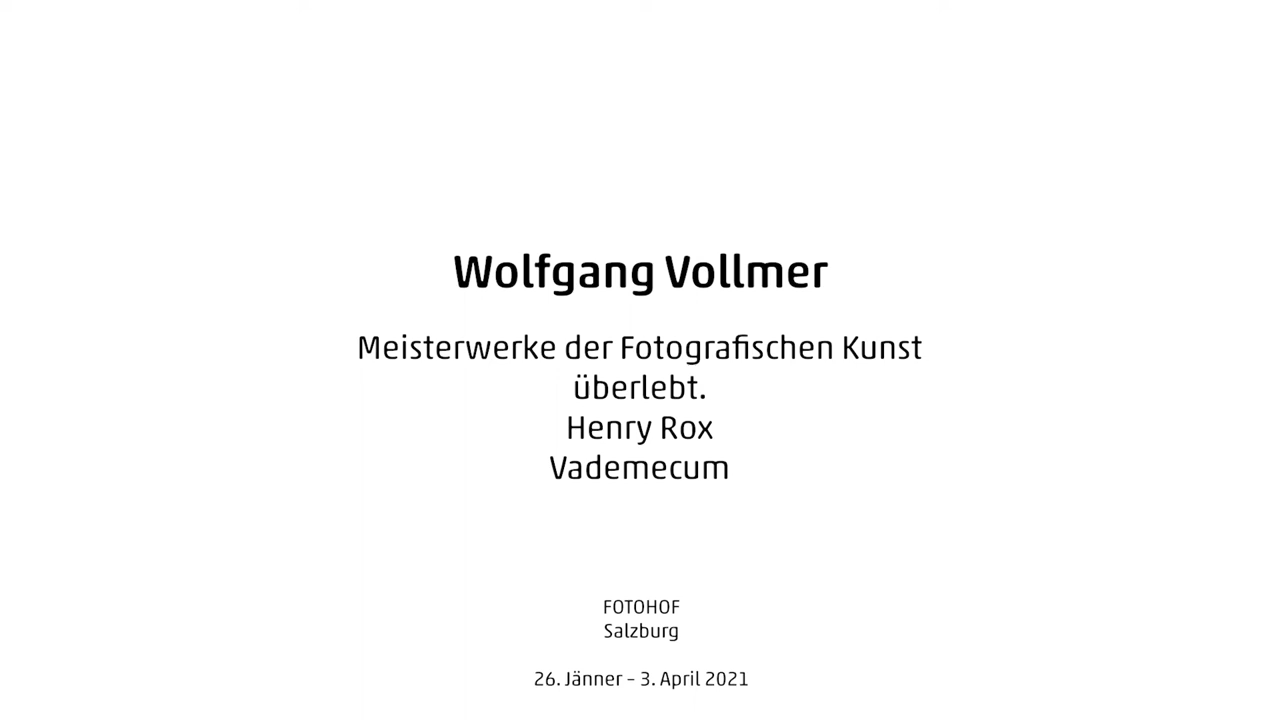 Wolfgang Vollmer
Meisterwerke der Fotografischen Kunst
überlebt.
Henry Rox
Vademecum
FOTOHOF
Salzburg
26. Jänner – 3. April 2021